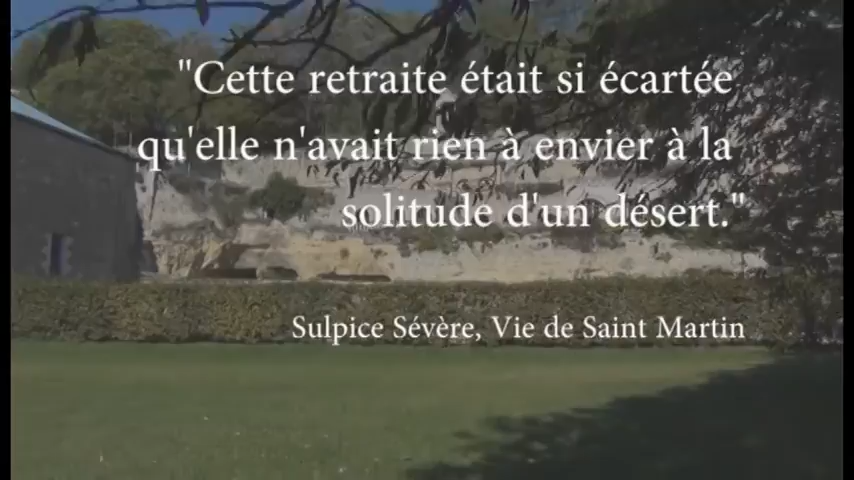 "Cette retraite était si écartée
qu'elle n'avait rien à envier à la
solitude d'un désert."
Sulpice Sévère, Vie de Saint Martin